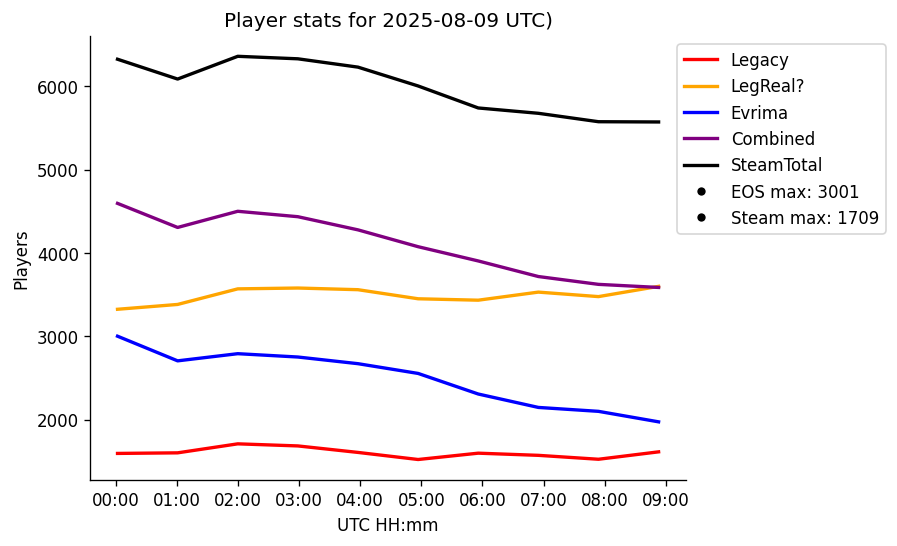 Player stats for 2025-08-09 UTC)
Legacy
LegReal?
Evrima
Combined
SteamTotal
EOS max: 3001
Steam max: 1709
Players
6000
5000
4000
3000
2000
00:00 01:00 02:00 03:00 04:00 05:00 06:00 07:00 08:00 09:00
UTC HH:mm